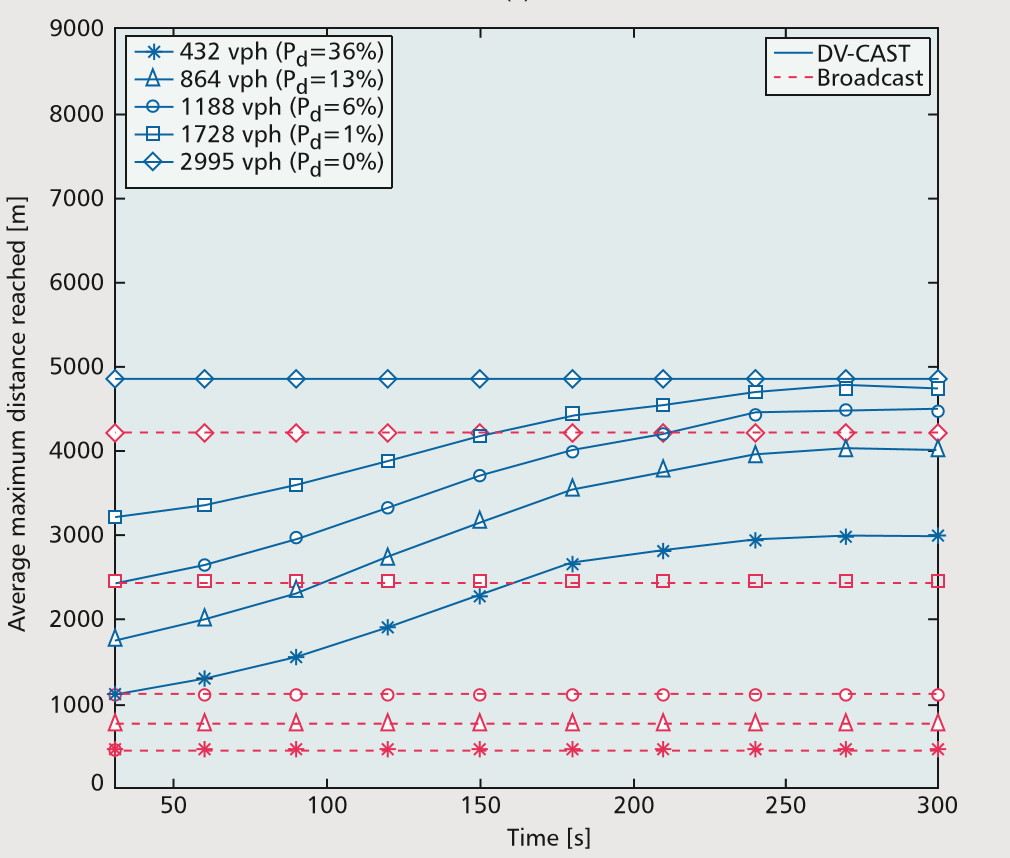 9000
8000
7000
6000
5000
4000
3000
2000
1000
0
Average maximum distance reached [m]
432 vph (Pd=36%)
864 vph (Pd=13%)
1188 vph (Pd=6%)
1728 vph (Pd=1%)
2995 vph (Pd=0%)
DV-CAST
Broadcast
50 100 150 200 250 300
Time [s]